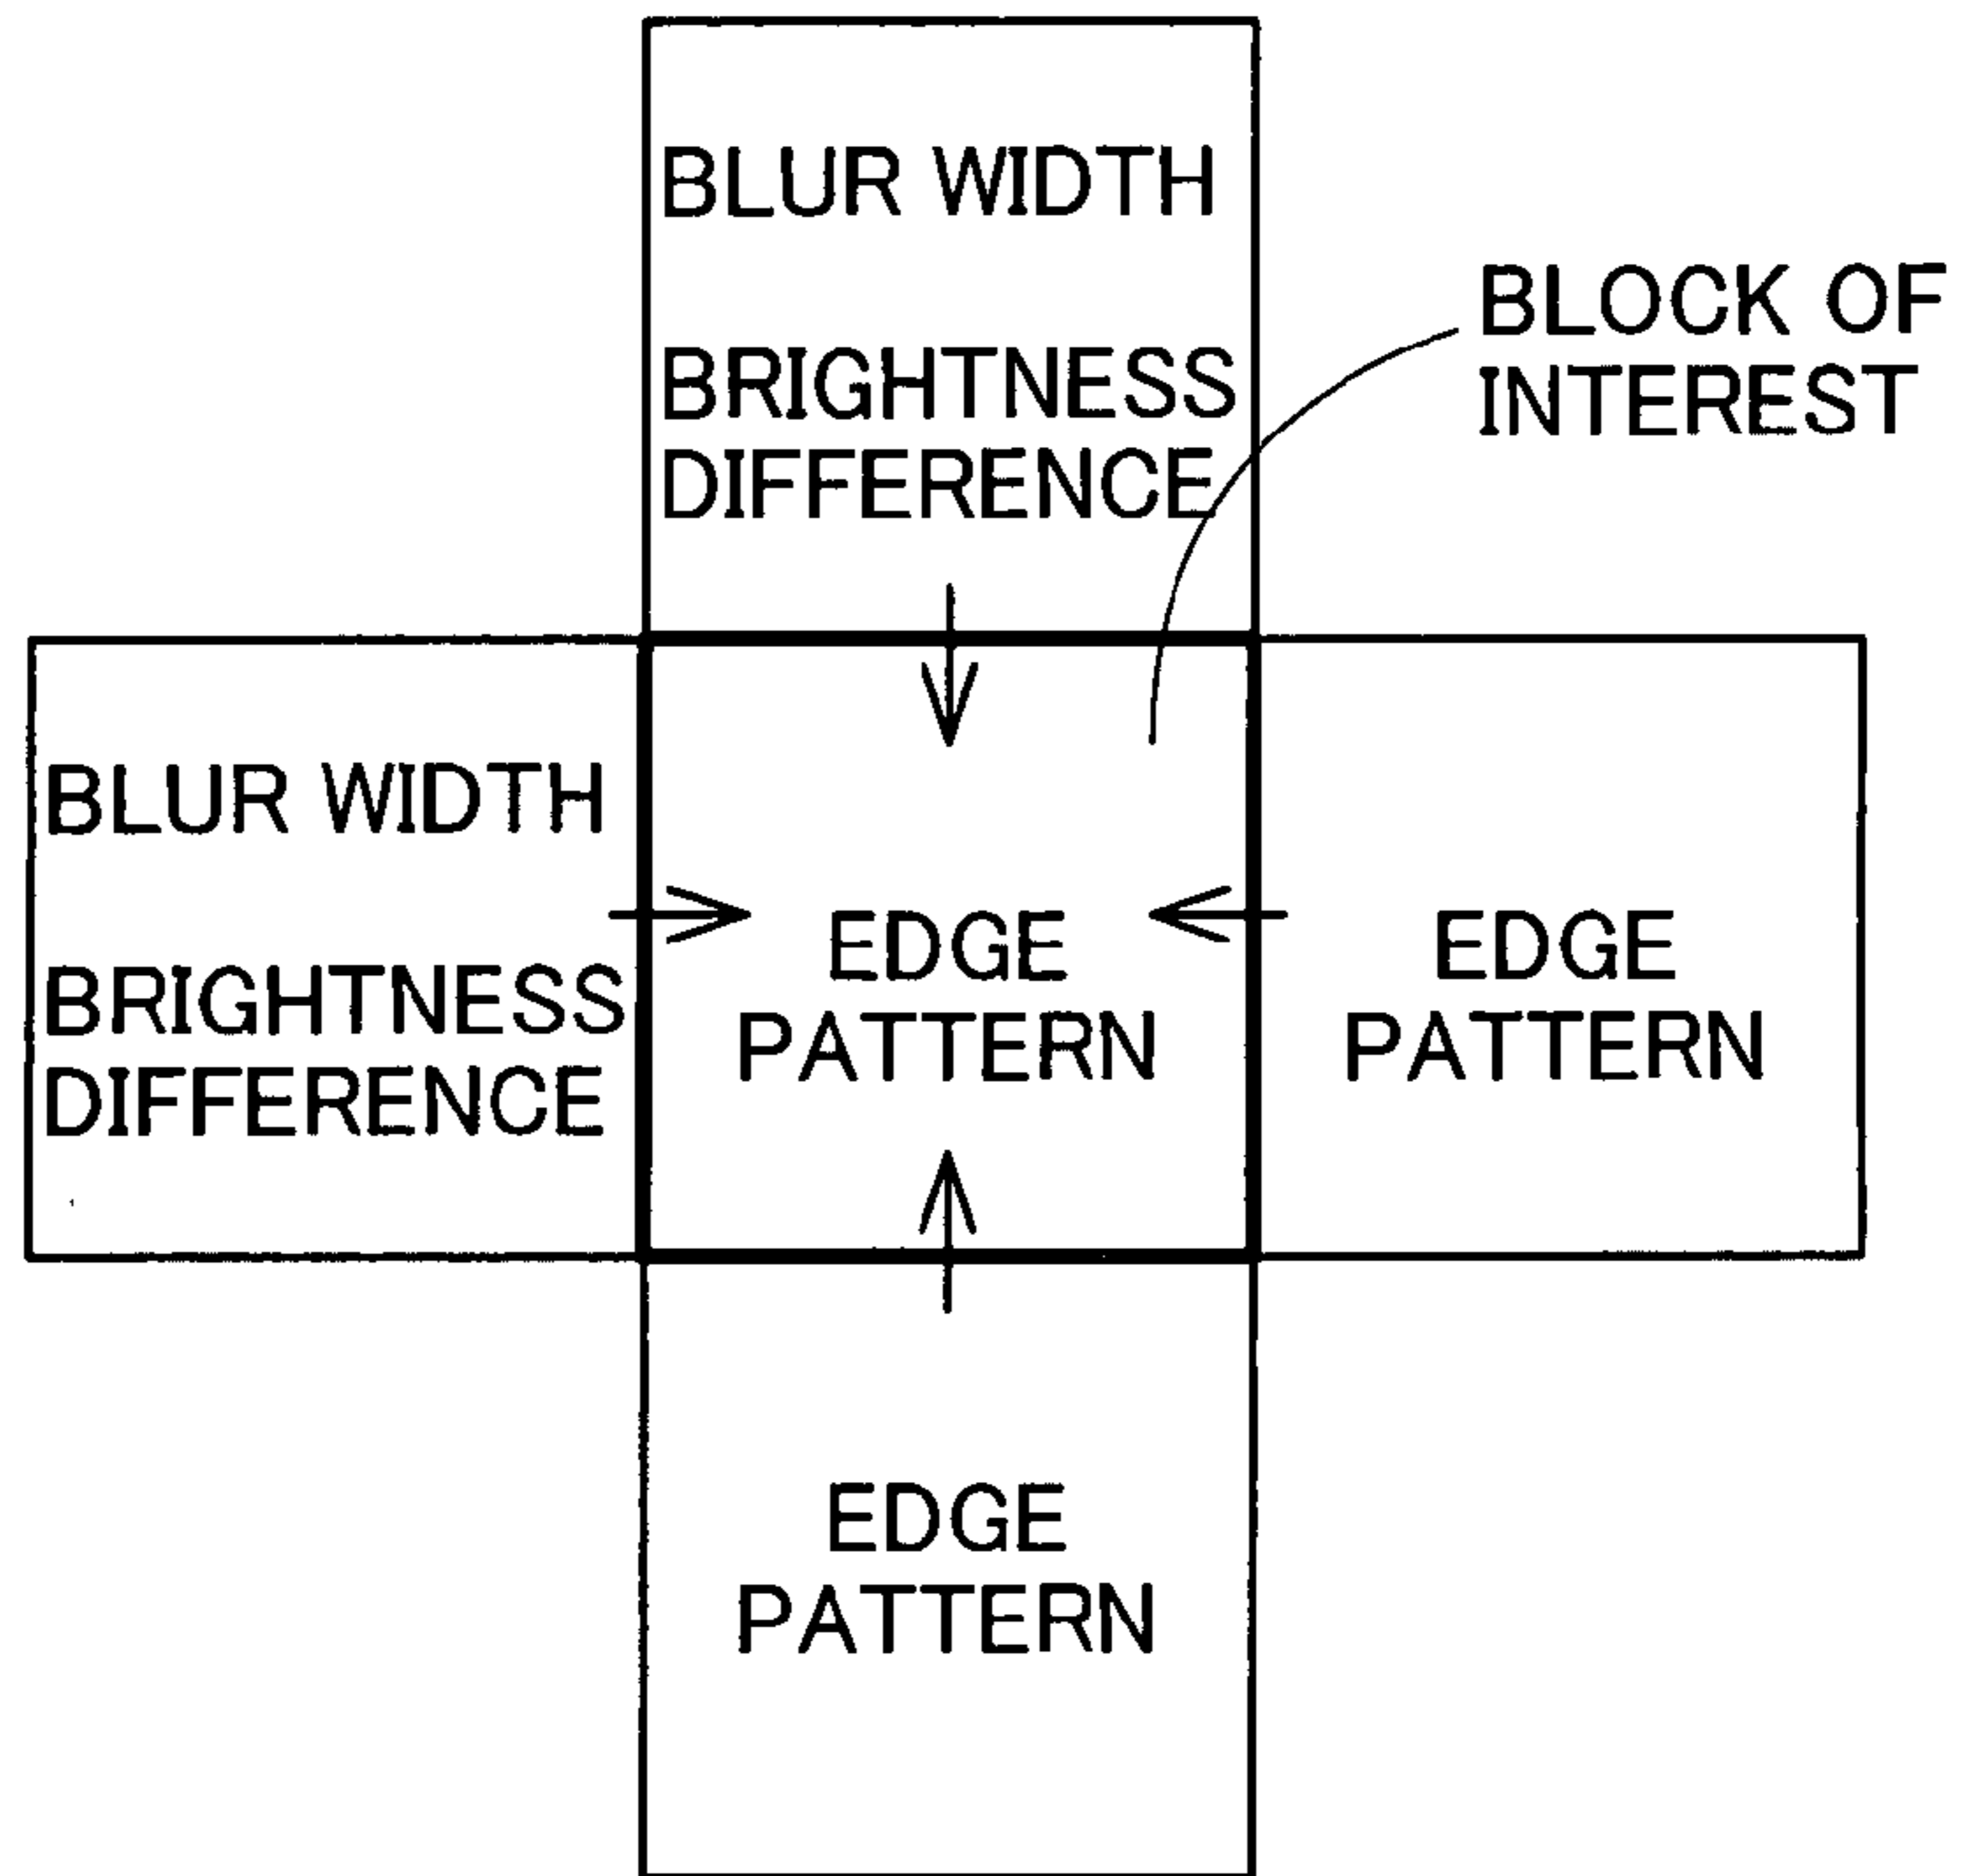 BLUR WIDTH
BRIGHTNESS
DIFFERENCE
BLOCK OF
INTEREST
BLUR WIDTH
BRIGHTNESS
DIFFERENCE
EDGE
PATTERN
EDGE
PATTERN
EDGE
PATTERN